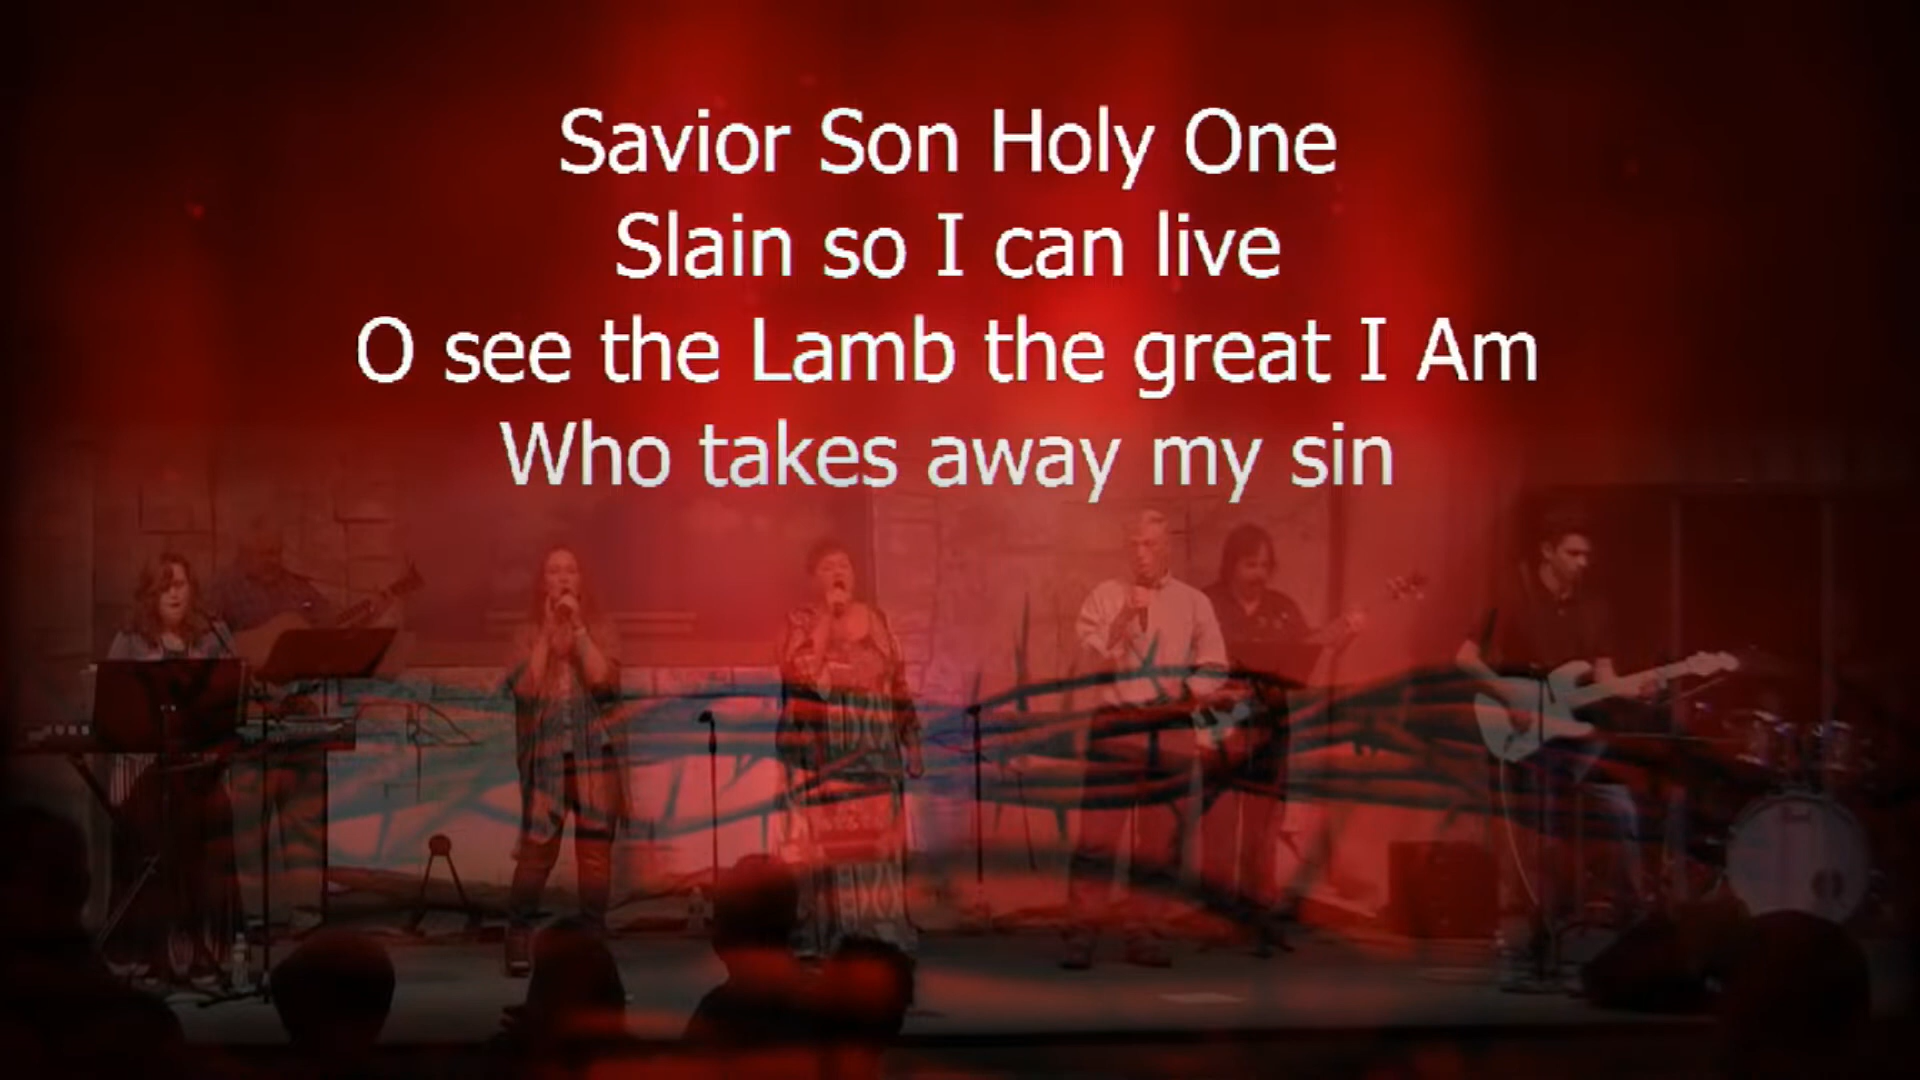 Savior Son Holy One
Slain so I can live
O see the Lamb the great I Am
Who takes away my sin